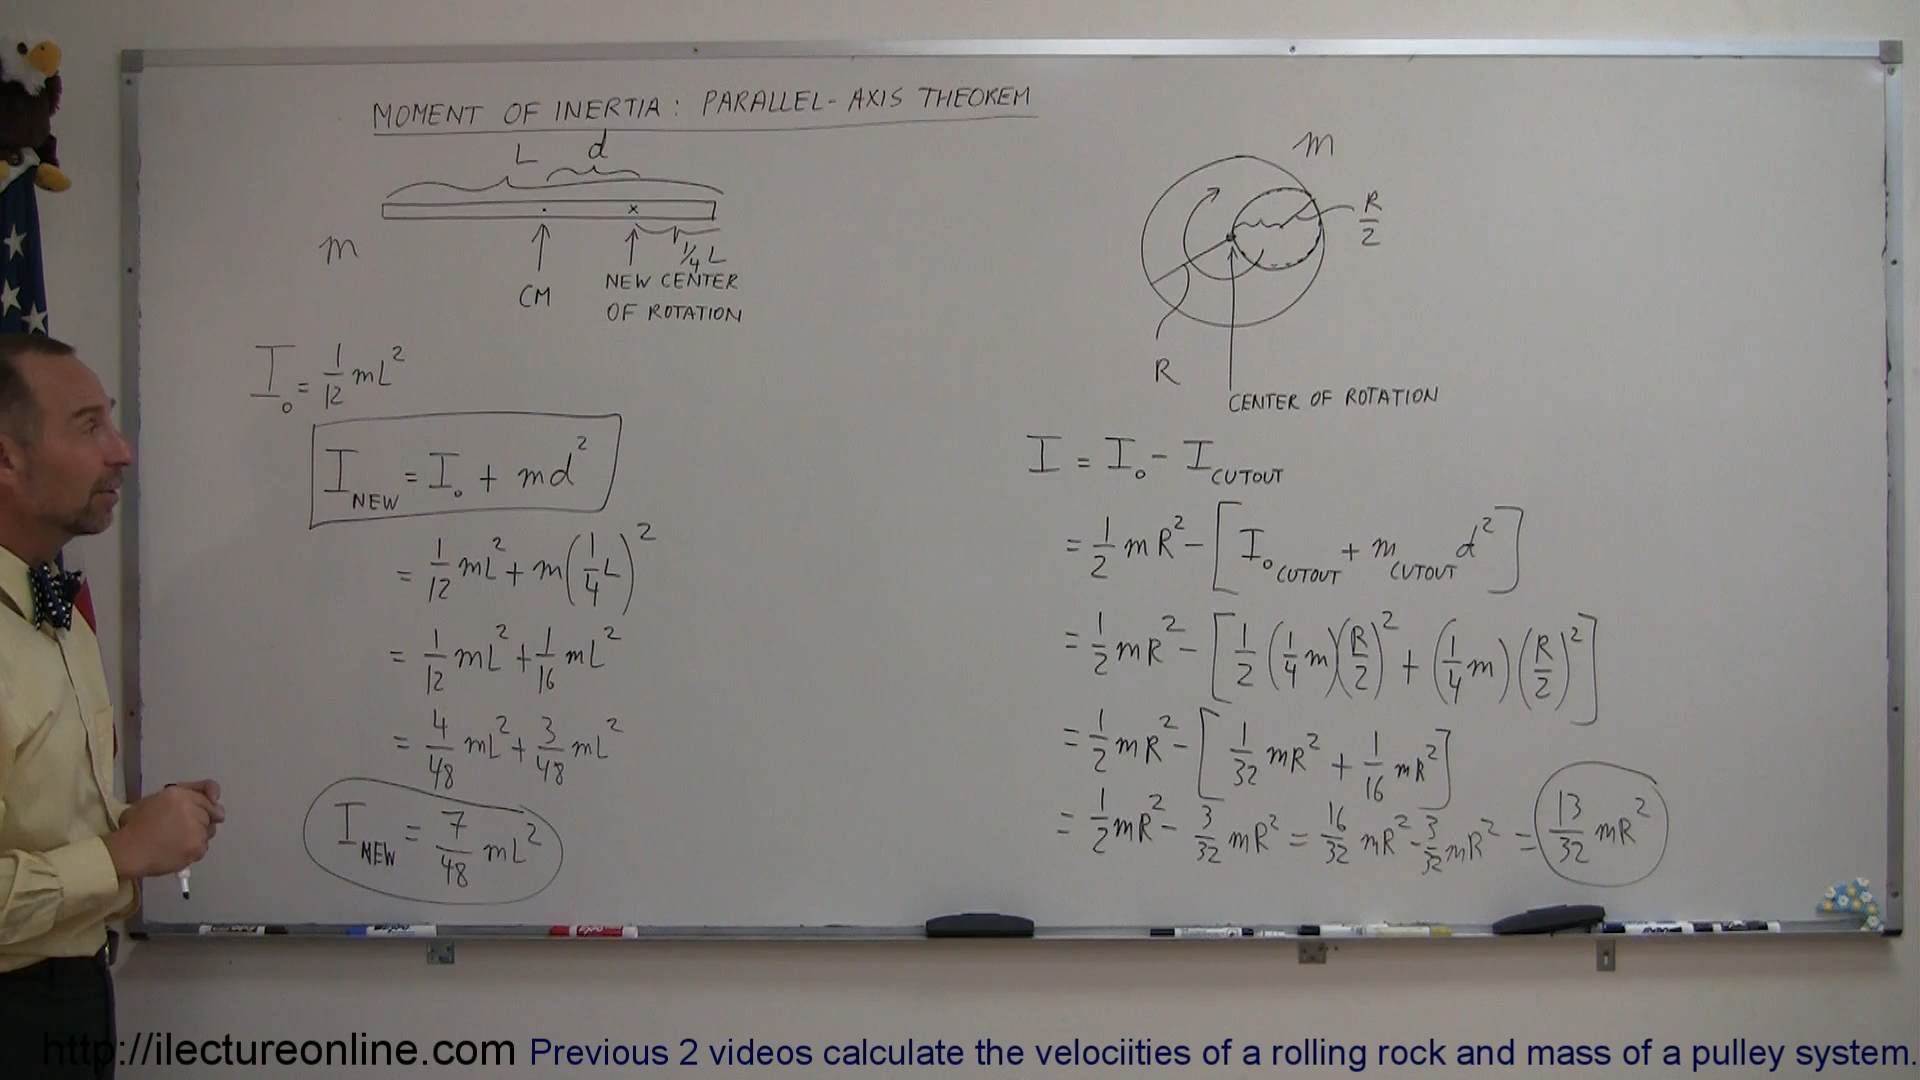 MOMENT OF INERTIA: PARALLEL-AXIS THEOREM
L d
m
1/4 L
CM
NEW CENTER
OF ROTATION
I₀ = 1/12 mL²
I_NEW = I₀ + md²
= 1/12 mL² + m(1/4 L)²
= 1/12 mL² + 1/16 mL²
= 4/48 mL² + 3/48 mL²
I_NEW = 7/48 mL²
m
R/2
R
CENTER OF ROTATION
I = I₀ - I_CUTOUT
= 1/2 mR² - [I₀ CUTOUT + m CUTOUT d²]
= 1/2 mR² - [1/2 (1/4 m)(R/2)² + (1/4 m)(R/2)²]
= 1/2 mR² - [1/32 mR² + 1/16 mR²]
= 1/2 mR² - 3/32 mR² = 16/32 mR² - 3/32 mR² = 13/32 mR²
http://ilectureonline.com Previous 2 videos calculate the velociities of a rolling rock and mass of a pulley system.